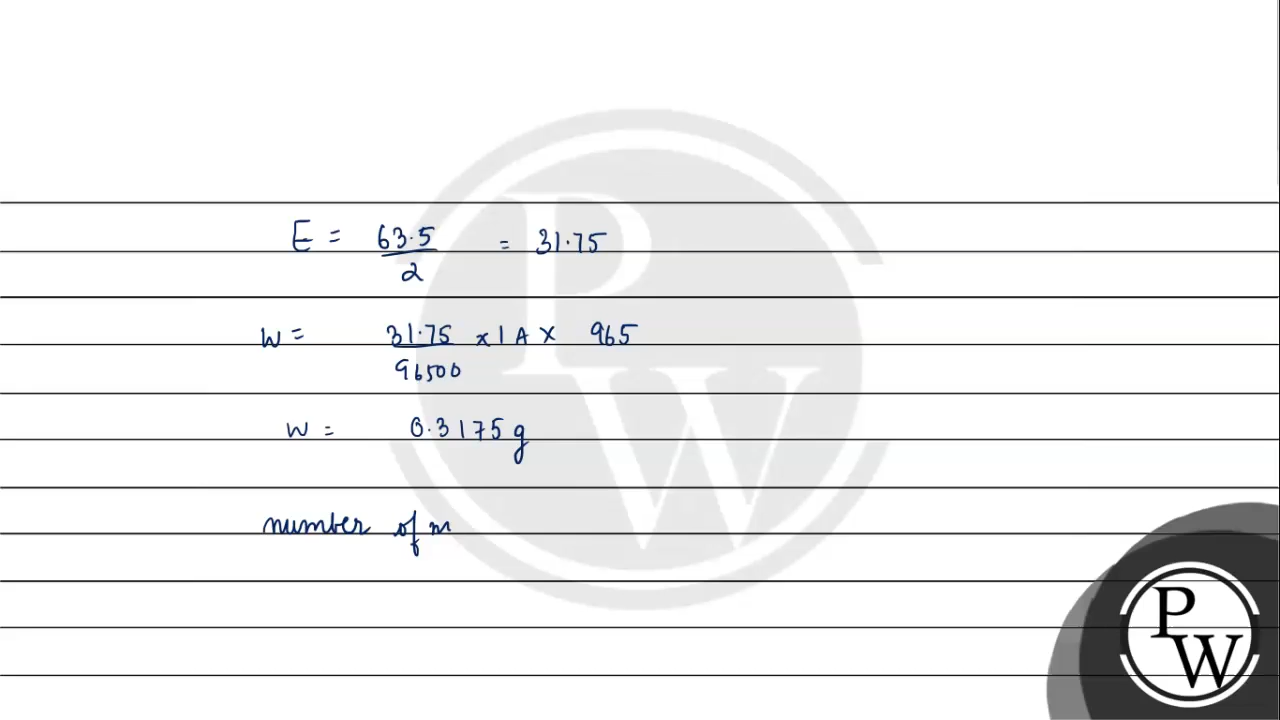 E = 63.5/2 = 31.75
W = 31.75/96500 x 1 A x 965
W = 0.3175 g
number of m
P
W
P
W